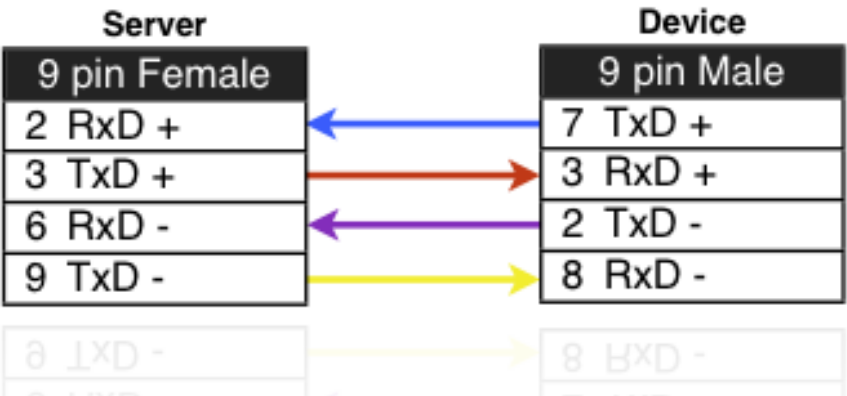 Server Device
9 pin Female 9 pin Male
2 RxD + 7 TxD +
3 TxD + 3 RxD +
6 RxD - 2 TxD -
9 TxD - 8 RxD -